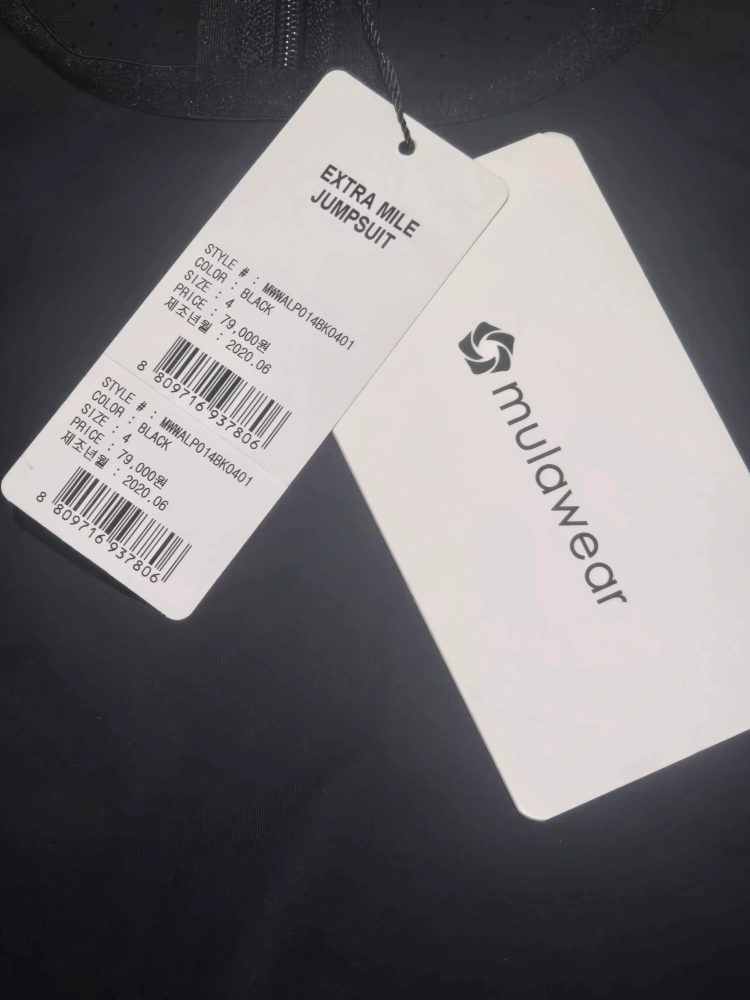 EXTRA MILE
JUMPSUIT
STYLE # : MWWALP014BK0401
COLOR : BLACK
SIZE : 4
PRICE : 79,000원
제조년월 : 2020.06
8 809716 937806
STYLE # : MWWALP014BK0401
COLOR : BLACK
SIZE : 4
PRICE : 79,000원
제조년월 : 2020.06
8 809716 937806
mulawear